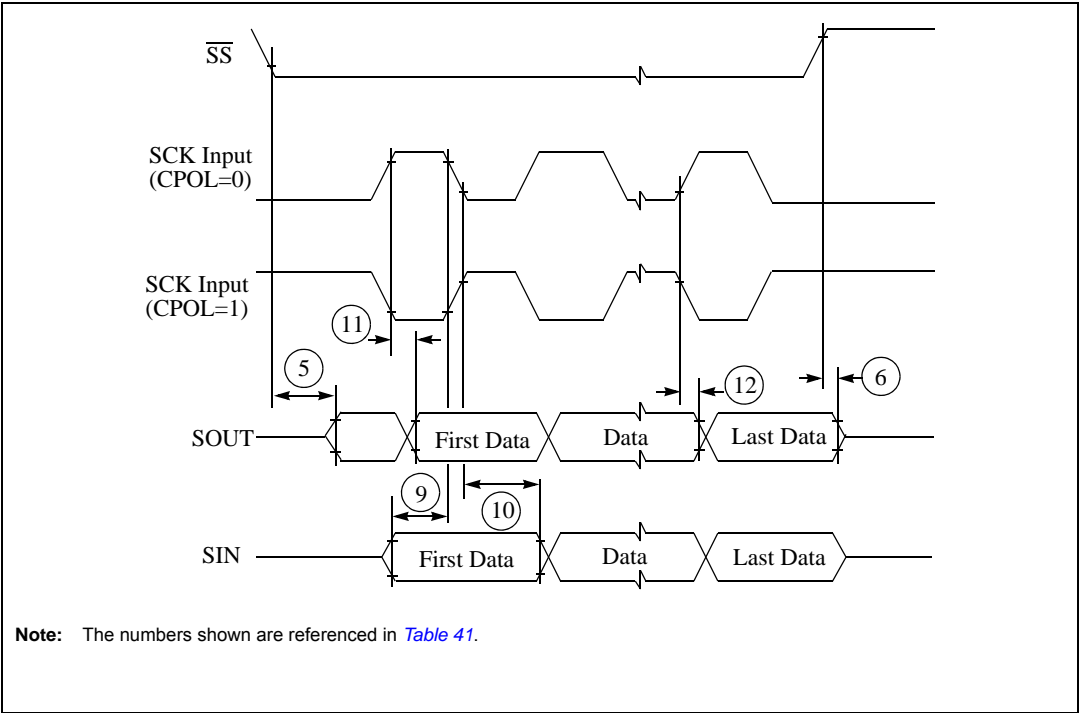 SS
SCK Input
(CPOL=0)
SCK Input
(CPOL=1)
11
5
12
6
SOUT
First Data
Data
Last Data
9
10
SIN
First Data
Data
Last Data
Note: The numbers shown are referenced in Table 41.